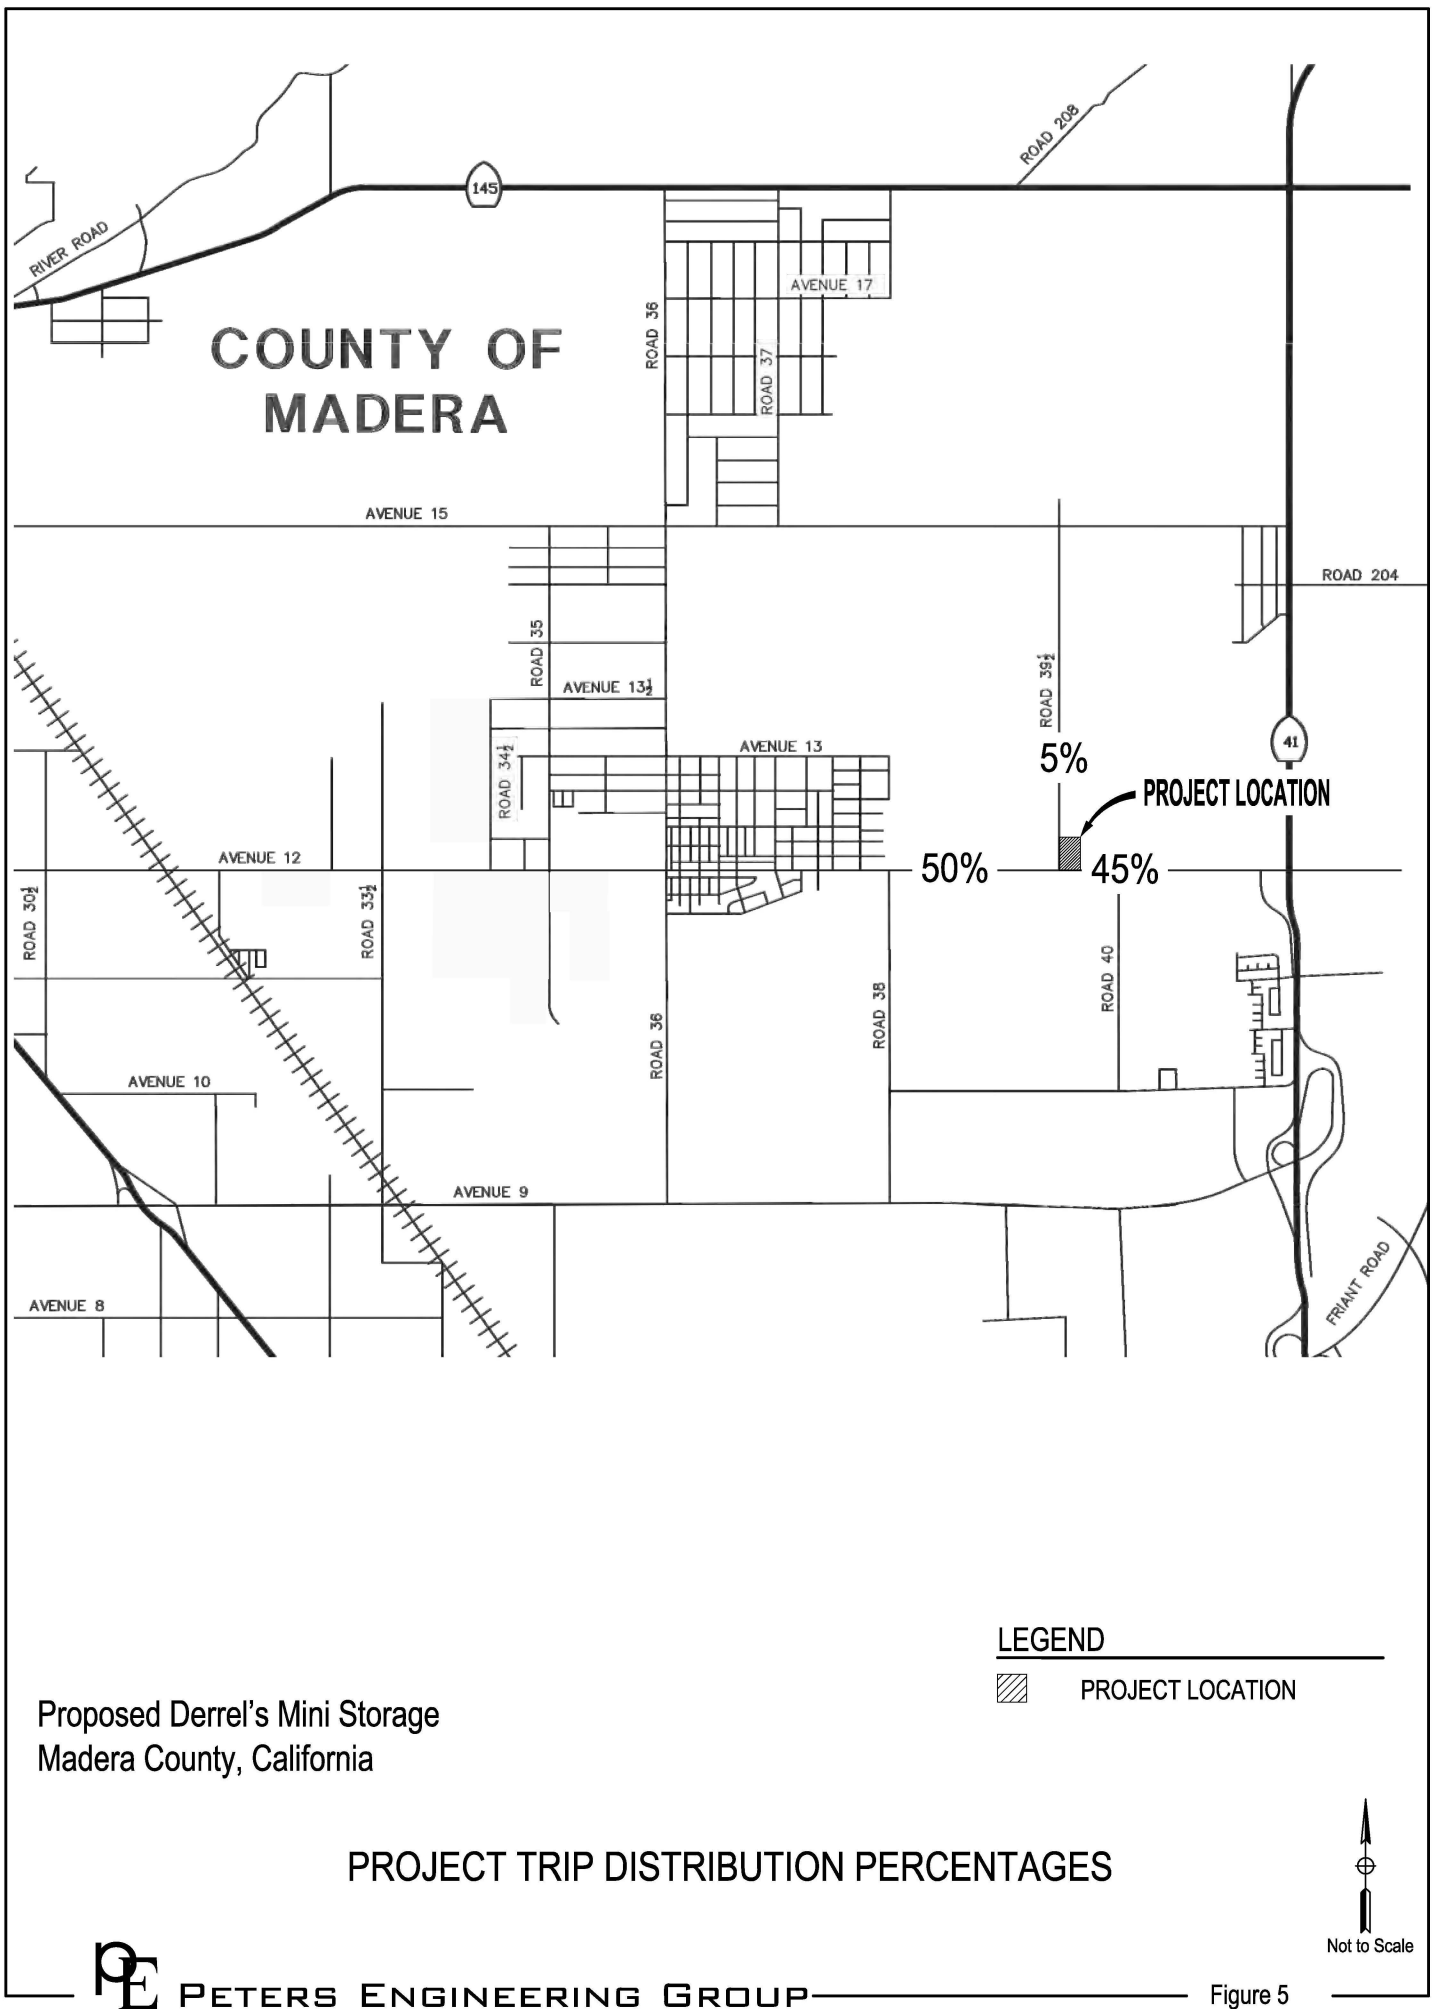 ROAD 208
145
RIVER ROAD
AVENUE 17
ROAD 36
ROAD 37
COUNTY OF
MADERA
AVENUE 15
ROAD 204
ROAD 35
ROAD 39½
AVENUE 13½
ROAD 34½
AVENUE 13
41
5%
PROJECT LOCATION
AVENUE 12
50%
45%
ROAD 30½
ROAD 33½
ROAD 36
ROAD 38
ROAD 40
AVENUE 10
AVENUE 9
FRIANT ROAD
AVENUE 8
LEGEND
PROJECT LOCATION
Proposed Derrel’s Mini Storage
Madera County, California
PROJECT TRIP DISTRIBUTION PERCENTAGES
Not to Scale
PE
PETERS ENGINEERING GROUP
Figure 5